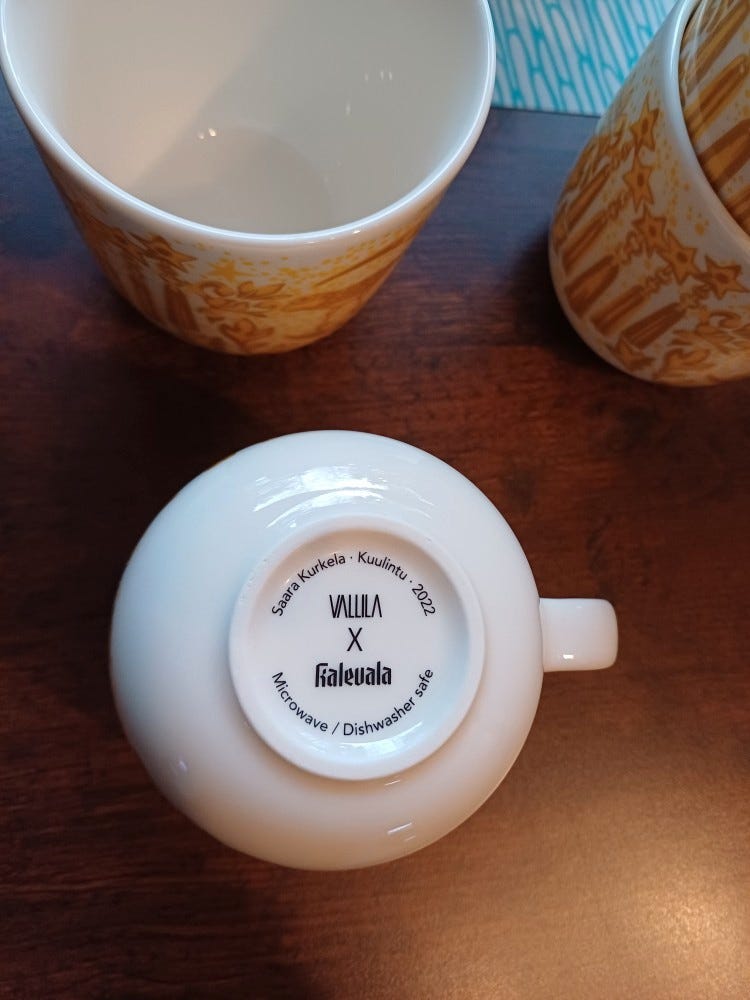 Saara Kurkela · Kuulintu · 2022
VALLILA
X
Kalevala
Microwave / Dishwasher safe